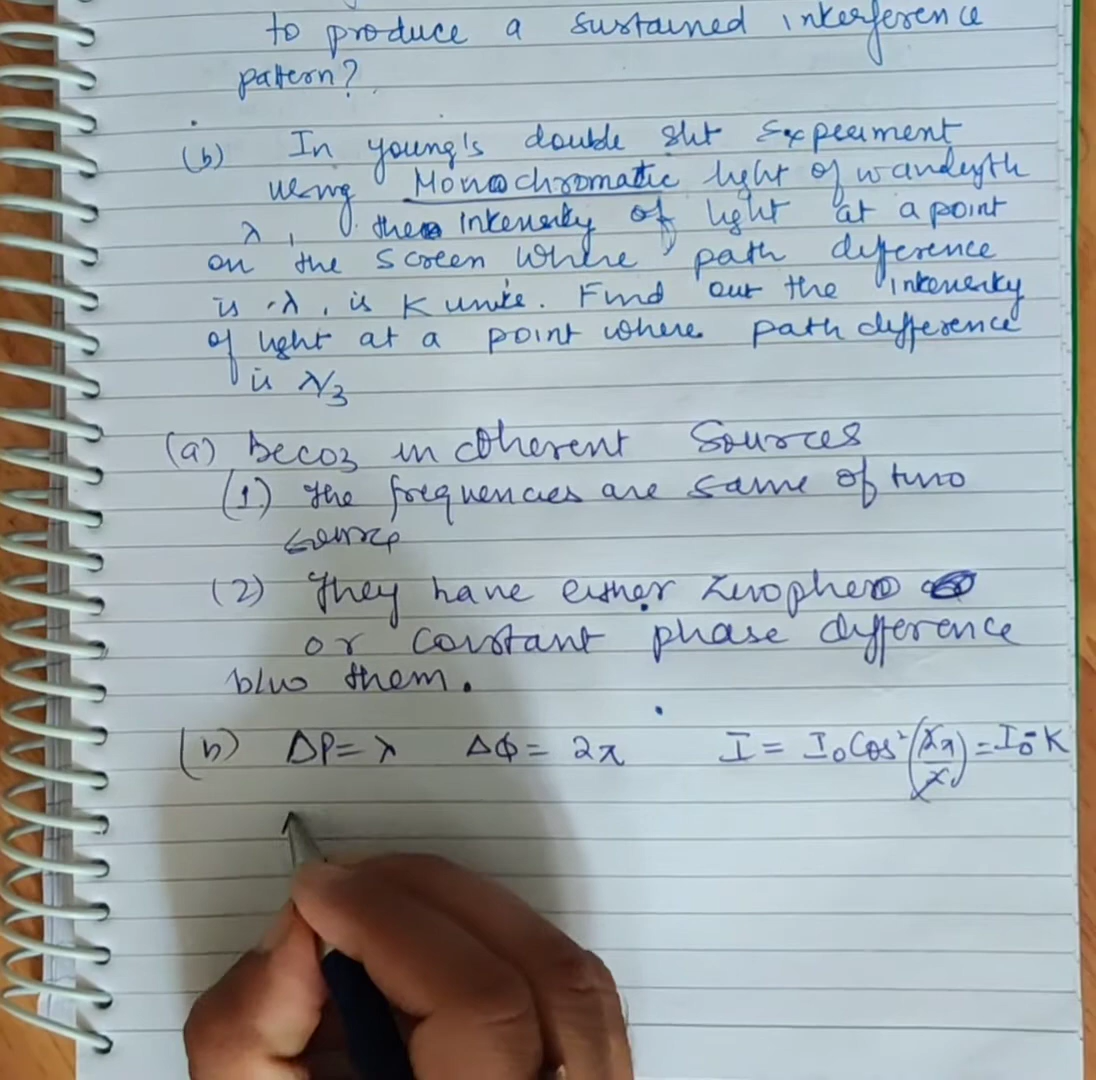 to produce a sustained interference
pattern?
(b) In young's double slit Experiment
using Monochromatic light of wavelength
λ, the intensity of light at a point
on the screen where path difference
is λ, is K units. Find out the intensity
of light at a point where path difference
is λ/3
(a) Becoz in coherent Sources
(1.) The frequencies are same of two
source
(2) They have either zero phase
or constant phase difference
b/w them.
(b) ΔP = λ ΔΦ = 2π I = I₀ Cos² (2π/2) = I₀ = K